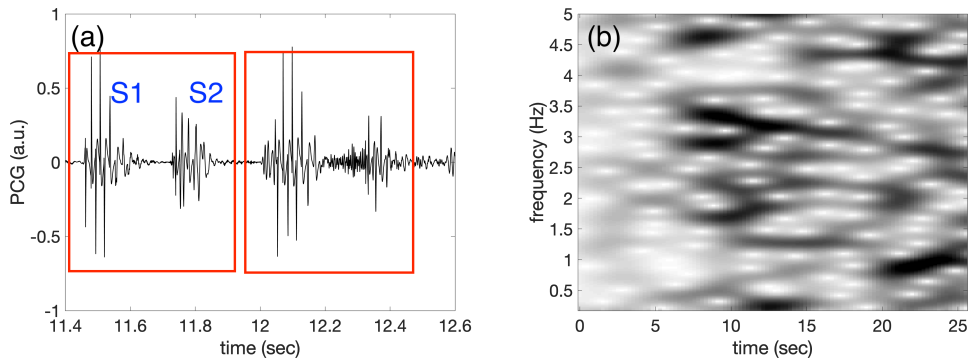 (a)
1
0.5
0
-0.5
-1
PCG (a.u.)
S1
S2
11.4 11.6 11.8 12 12.2 12.4 12.6
time (sec)
(b)
5
4.5
4
3.5
3
2.5
2
1.5
1
0.5
frequency (Hz)
0 5 10 15 20 25
time (sec)